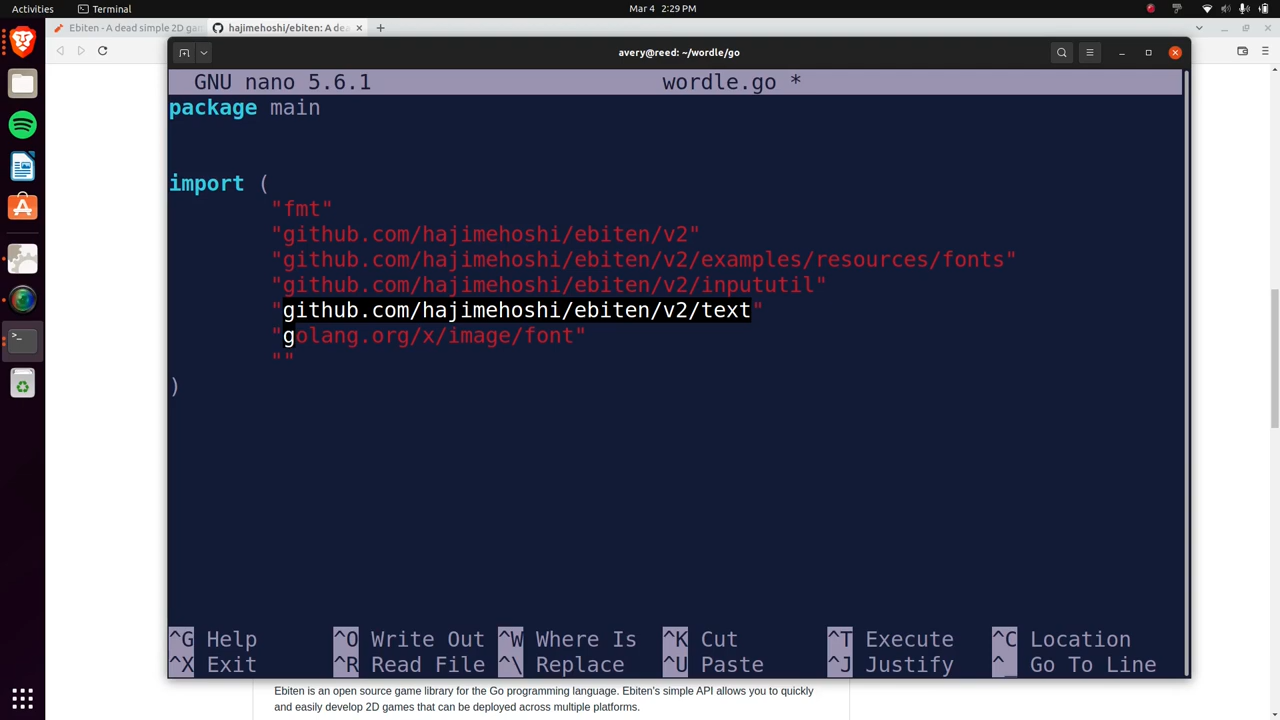 Activities
Terminal
Mar 4 2:29 PM
Ebiten - A dead simple 2D gam
hajimehoshi/ebiten: A dea
avery@reed: ~/wordle/go
GNU nano 5.6.1 wordle.go *
package main
import (
"fmt"
"github.com/hajimehoshi/ebiten/v2"
"github.com/hajimehoshi/ebiten/v2/examples/resources/fonts"
"github.com/hajimehoshi/ebiten/v2/inpututil"
"github.com/hajimehoshi/ebiten/v2/text"
"golang.org/x/image/font"
""
)
^G Help ^O Write Out ^W Where Is ^K Cut ^T Execute ^C Location
^X Exit ^R Read File ^\ Replace ^U Paste ^J Justify ^_ Go To Line
Ebiten is an open source game library for the Go programming language. Ebiten's simple API allows you to quickly
and easily develop 2D games that can be deployed across multiple platforms.